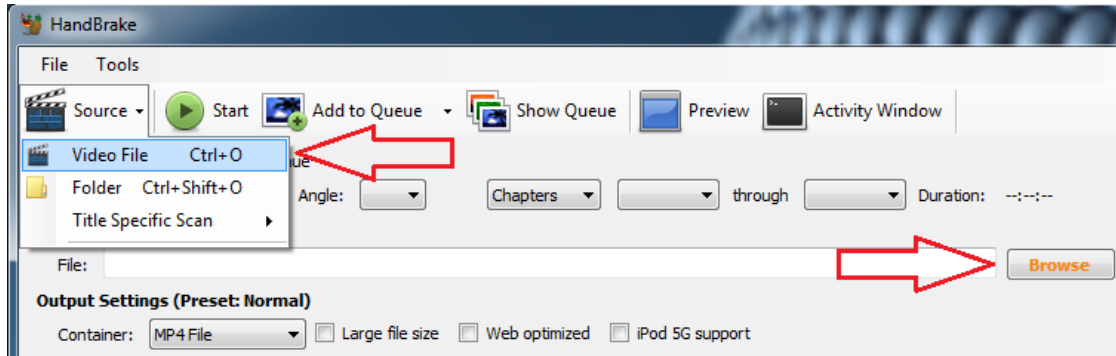 HandBrake
File Tools
Source Start Add to Queue Show Queue Preview Activity Window
Video File Ctrl+O
Folder Ctrl+Shift+O Angle: Chapters through Duration: --:--:--
Title Specific Scan
File: Browse
Output Settings (Preset: Normal)
Container: MP4 File Large file size Web optimized iPod 5G support